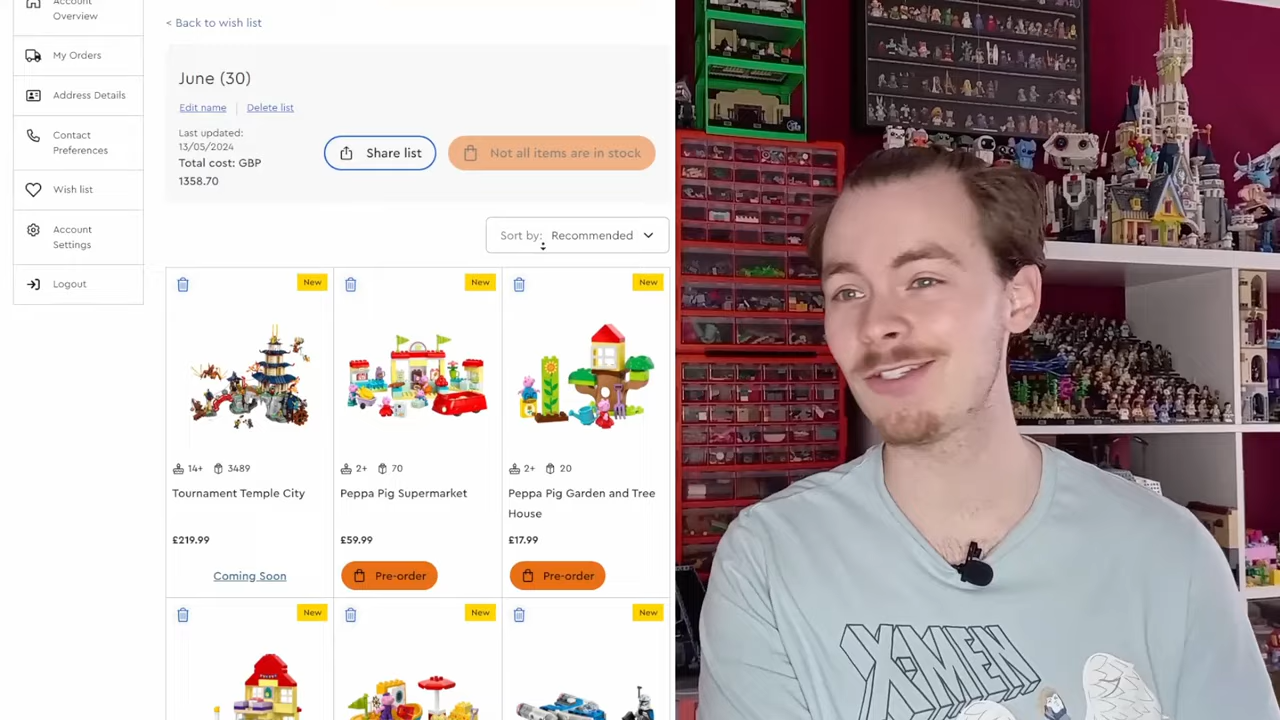 Account
Overview
My Orders
Address Details
Contact
Preferences
Wish list
Account
Settings
Logout
< Back to wish list
June (30)
Edit name
Delete list
Last updated:
13/05/2024
Total cost: GBP
1358.70
Share list
Not all items are in stock
Sort by: Recommended
New
New
New
14+ 3489
2+ 70
2+ 20
Tournament Temple City
Peppa Pig Supermarket
Peppa Pig Garden and Tree
House
£219.99
£59.99
£17.99
Coming Soon
Pre-order
Pre-order
New
New
New
X-MEN